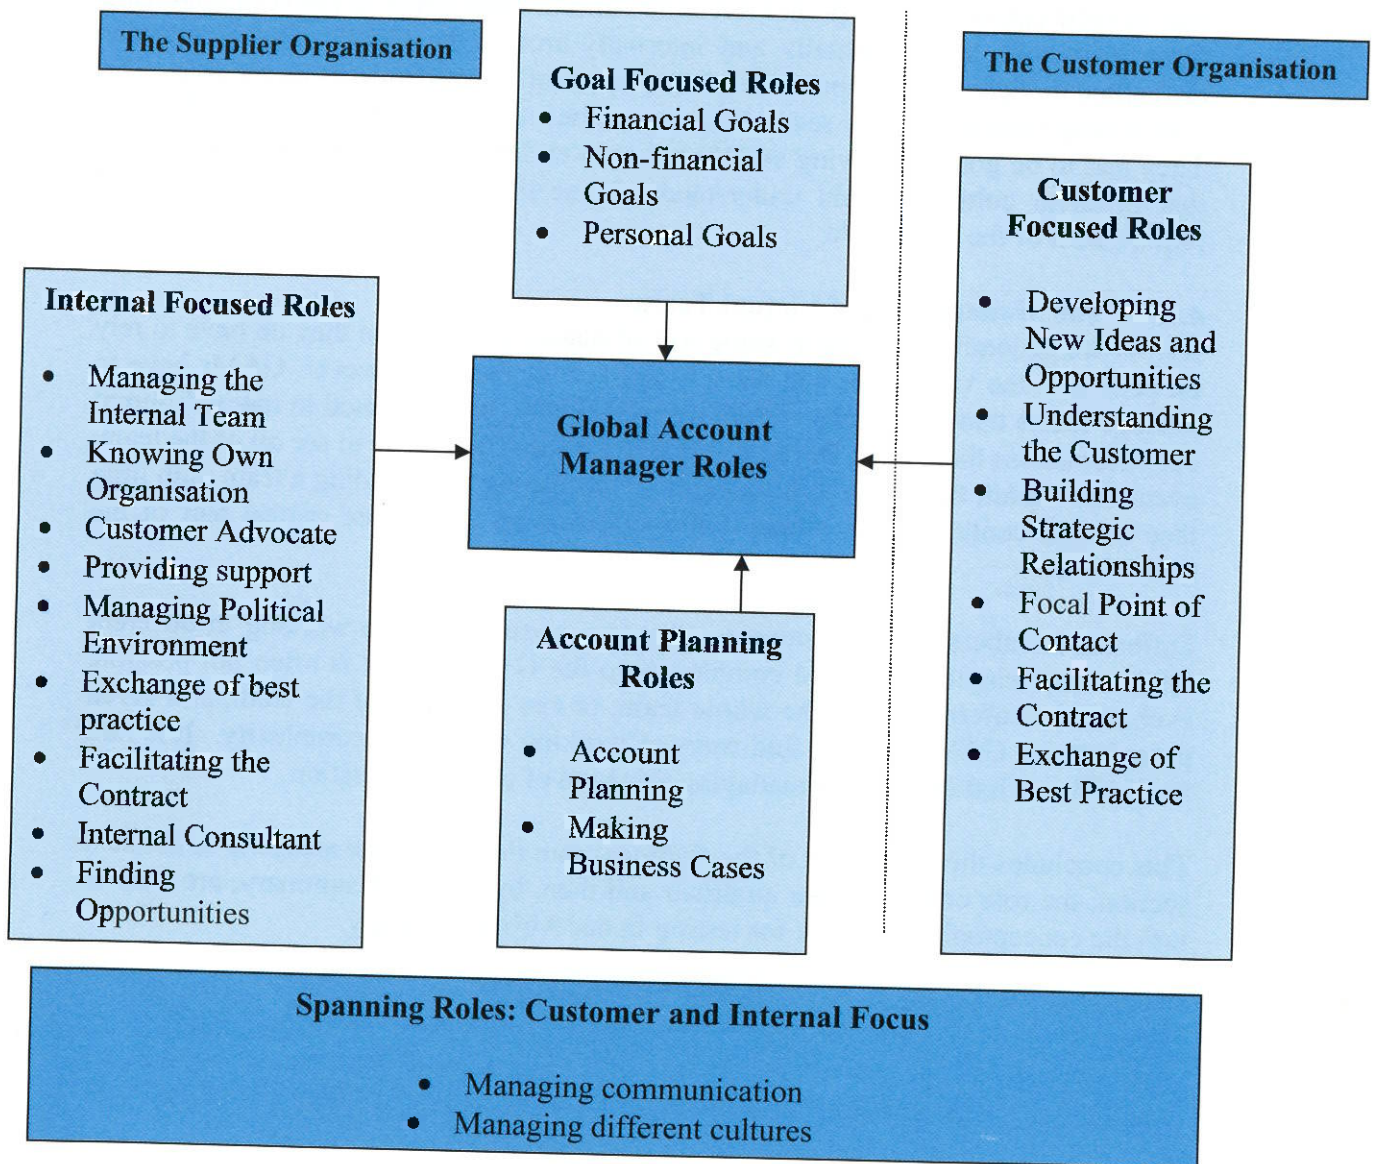 The Supplier Organisation
Goal Focused Roles
• Financial Goals
• Non-financial
Goals
• Personal Goals
The Customer Organisation
Internal Focused Roles
• Managing the
Internal Team
• Knowing Own
Organisation
• Customer Advocate
• Providing support
• Managing Political
Environment
• Exchange of best
practice
• Facilitating the
Contract
• Internal Consultant
• Finding
Opportunities
Global Account
Manager Roles
Account Planning
Roles
• Account
Planning
• Making
Business Cases
Customer
Focused Roles
• Developing
New Ideas and
Opportunities
• Understanding
the Customer
• Building
Strategic
Relationships
• Focal Point of
Contact
• Facilitating the
Contract
• Exchange of
Best Practice
Spanning Roles: Customer and Internal Focus
• Managing communication
• Managing different cultures